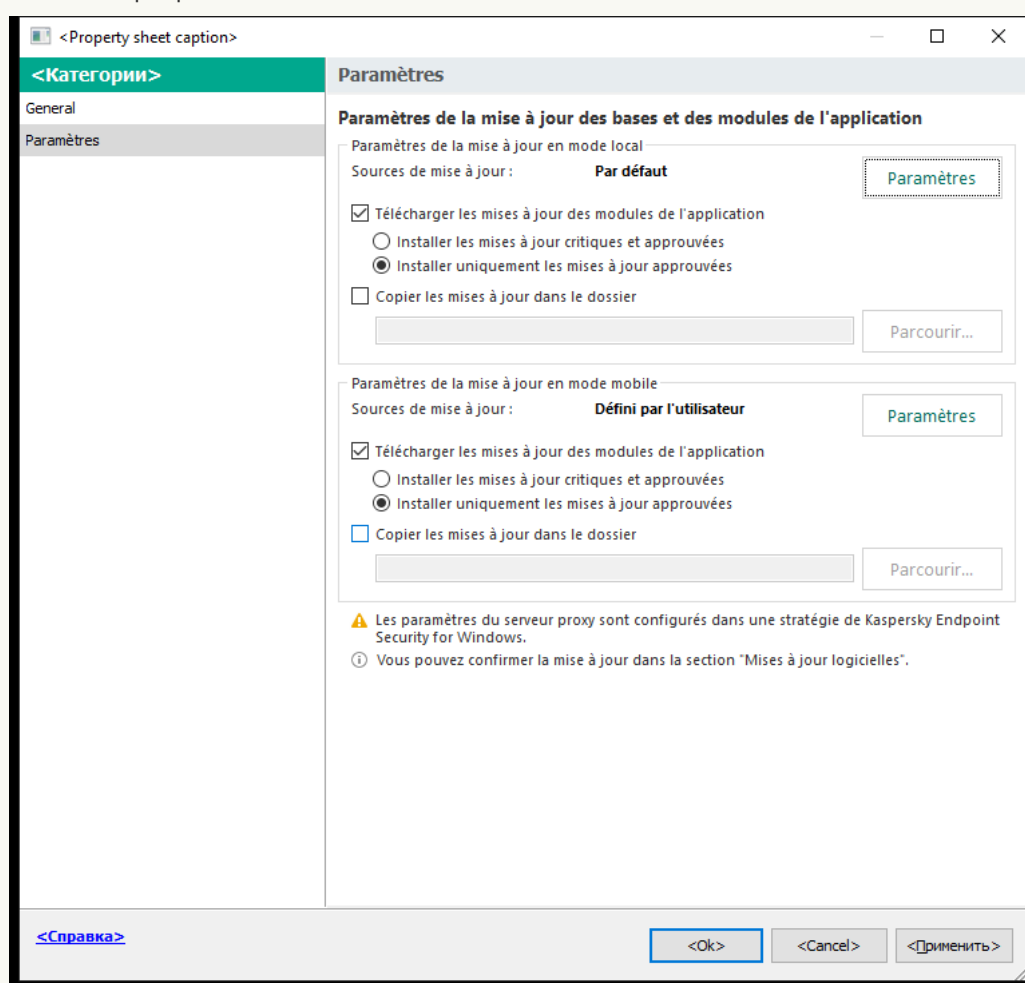 <Property sheet caption>
<Категории>
General
Paramètres
Paramètres
Paramètres de la mise à jour des bases et des modules de l'application
Paramètres de la mise à jour en mode local
Sources de mise à jour : Par défaut
Paramètres
Télécharger les mises à jour des modules de l'application
Installer les mises à jour critiques et approuvées
Installer uniquement les mises à jour approuvées
Copier les mises à jour dans le dossier
Parcourir...
Paramètres de la mise à jour en mode mobile
Sources de mise à jour : Défini par l'utilisateur
Paramètres
Télécharger les mises à jour des modules de l'application
Installer les mises à jour critiques et approuvées
Installer uniquement les mises à jour approuvées
Copier les mises à jour dans le dossier
Parcourir...
Les paramètres du serveur proxy sont configurés dans une stratégie de Kaspersky Endpoint
Security for Windows.
Vous pouvez confirmer la mise à jour dans la section "Mises à jour logicielles".
<Справка>
<Ok>
<Cancel>
<Применить>